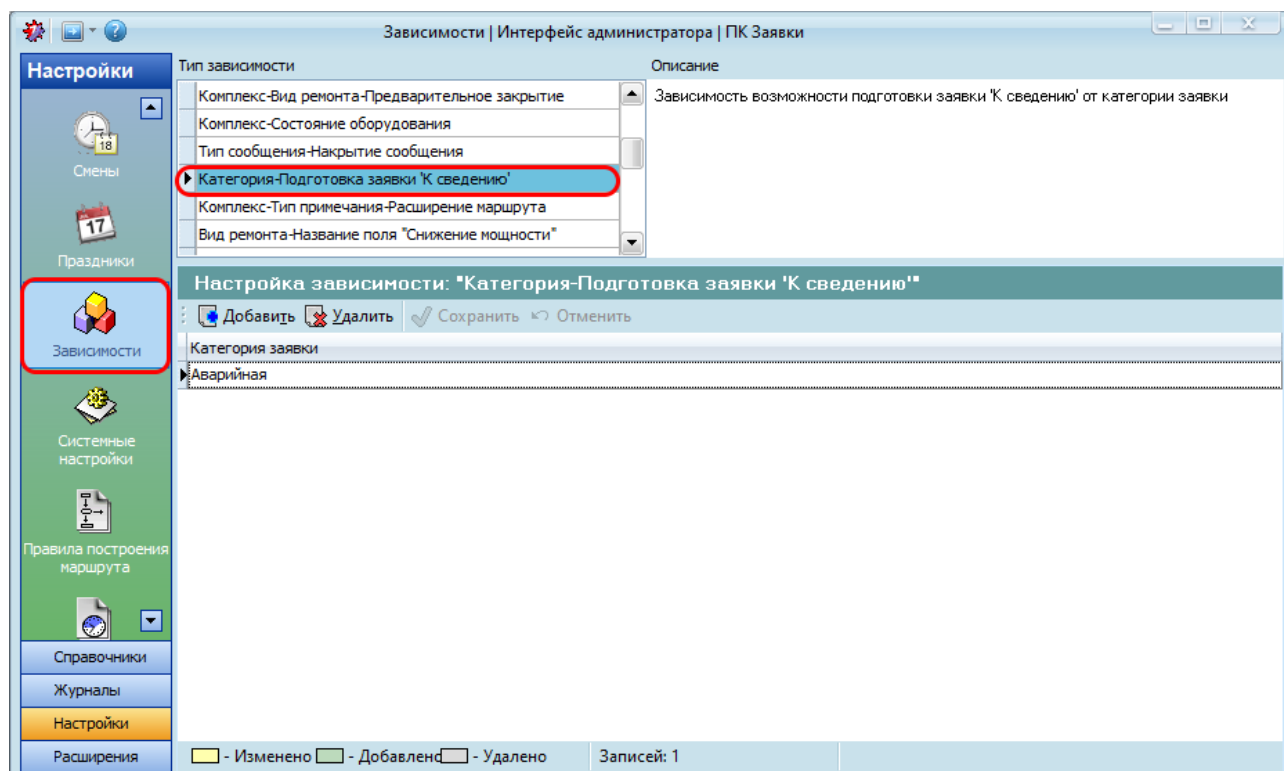 Зависимости | Интерфейс администратора | ПК Заявки
Настройки
18
Смены
17
Праздники
Зависимости
Системные
настройки
Правила построения
маршрута
Справочники
Журналы
Настройки
Расширения
Тип зависимости
Комплекс-Вид ремонта-Предварительное закрытие
Комплекс-Состояние оборудования
Тип сообщения-Накрытие сообщения
Категория-Подготовка заявки 'К сведению'
Комплекс-Тип примечания-Расширение маршрута
Вид ремонта-Название поля "Снижение мощности"
Описание
Зависимость возможности подготовки заявки 'К сведению' от категории заявки
Настройка зависимости: "Категория-Подготовка заявки 'К сведению'"
Добавить Удалить Сохранить Отменить
Категория заявки
Аварийная
- Изменено - Добавлено - Удалено Записей: 1